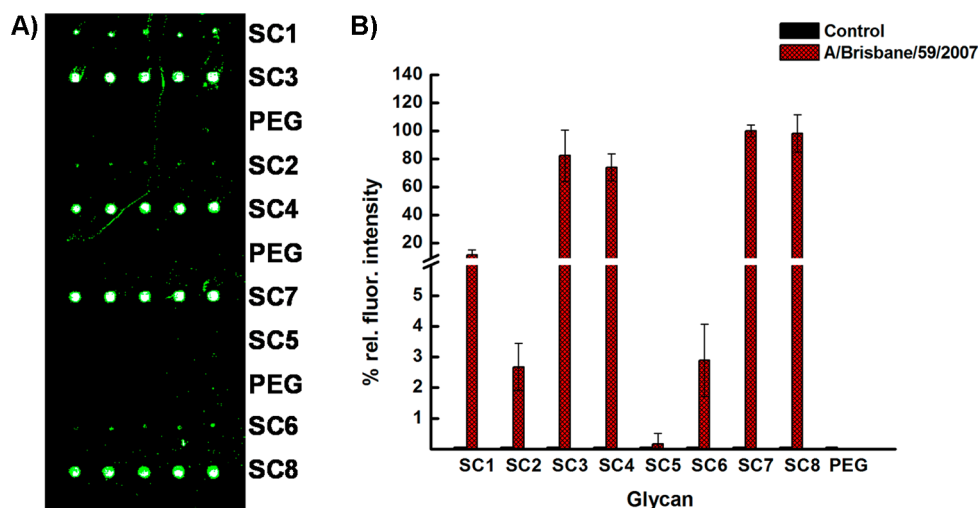 A)
SC1
SC3
PEG
SC2
SC4
PEG
SC7
SC5
PEG
SC6
SC8
B)
Control
A/Brisbane/59/2007
% rel. fluor. intensity
140
120
100
80
60
40
20
5
4
3
2
1
SC1 SC2 SC3 SC4 SC5 SC6 SC7 SC8 PEG
Glycan